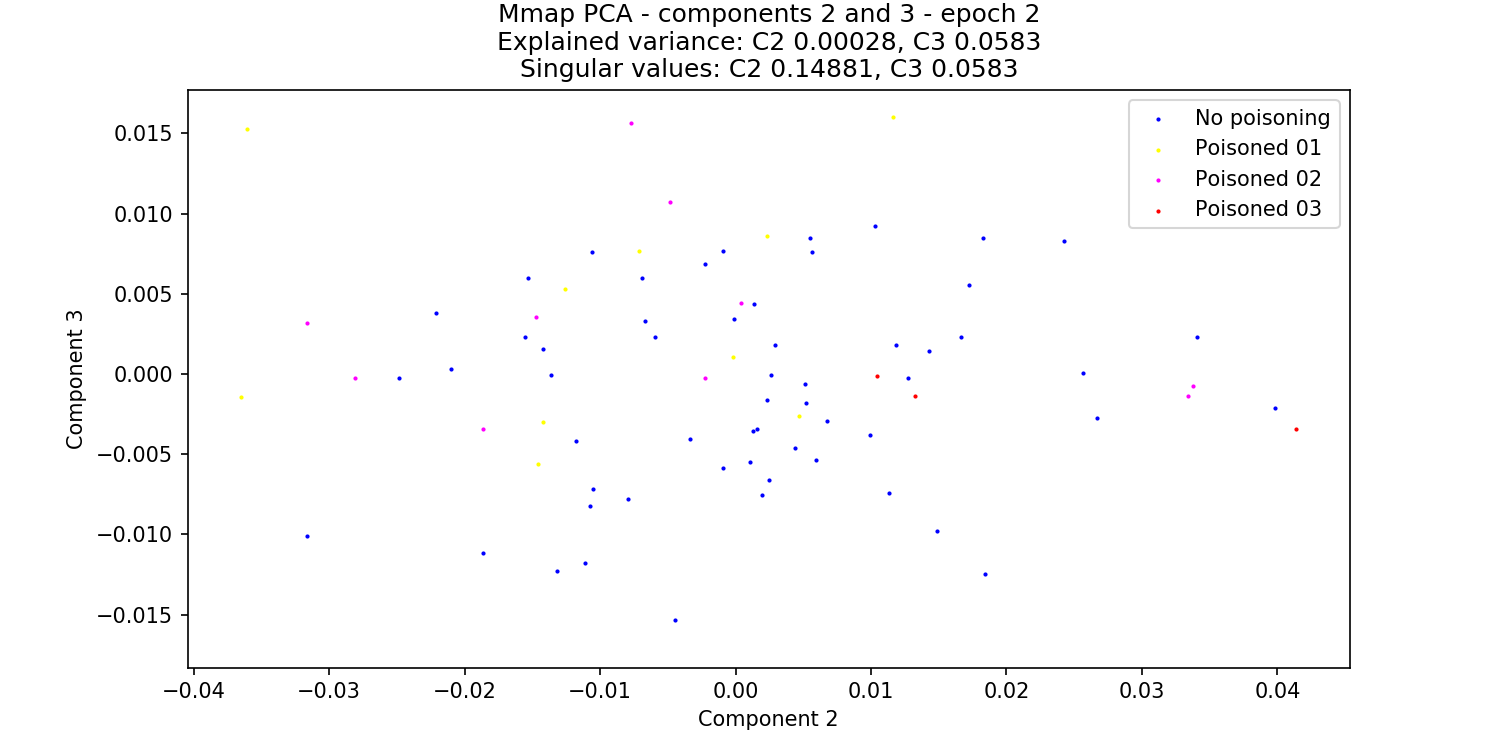 Mmap PCA - components 2 and 3 - epoch 2
Explained variance: C2 0.00028, C3 0.0583
Singular values: C2 0.14881, C3 0.0583
No poisoning
Poisoned 01
Poisoned 02
Poisoned 03
Component 3
0.015
0.010
0.005
0.000
−0.005
−0.010
−0.015
−0.04
−0.03
−0.02
−0.01
0.00
0.01
0.02
0.03
0.04
Component 2